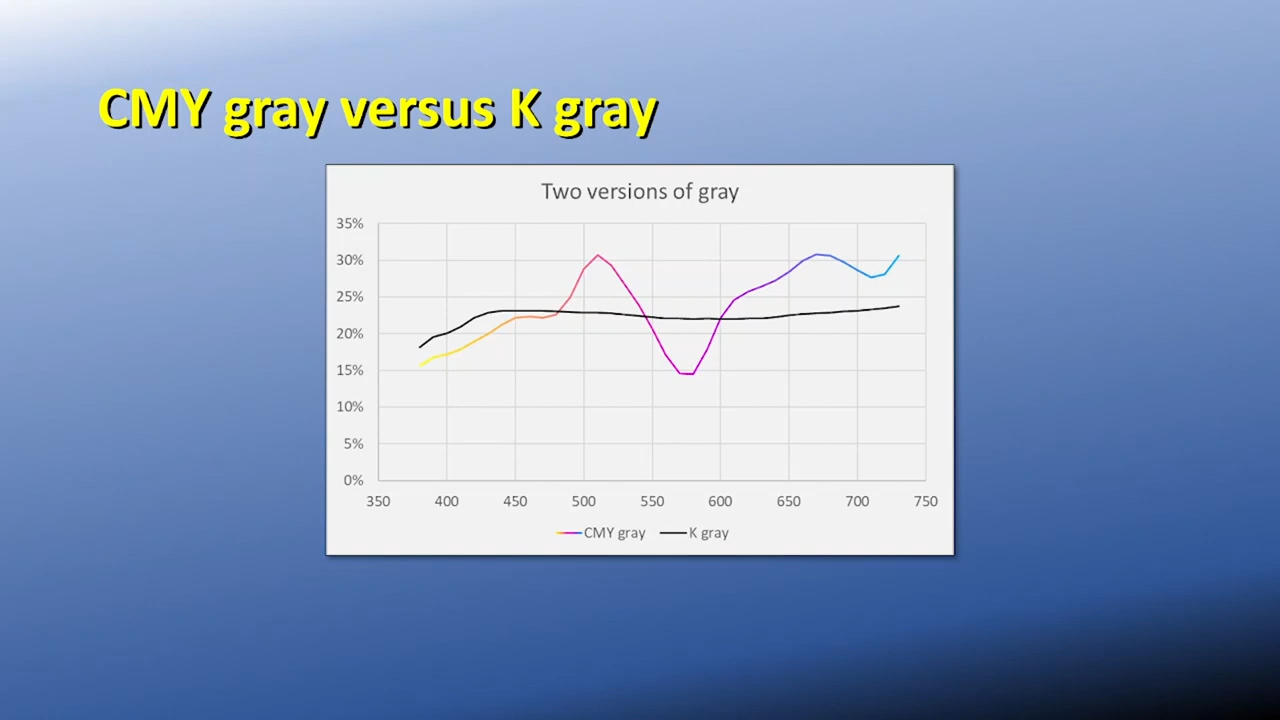 CMY gray versus K gray
Two versions of gray
35%
30%
25%
20%
15%
10%
5%
0%
350 400 450 500 550 600 650 700 750
CMY gray K gray